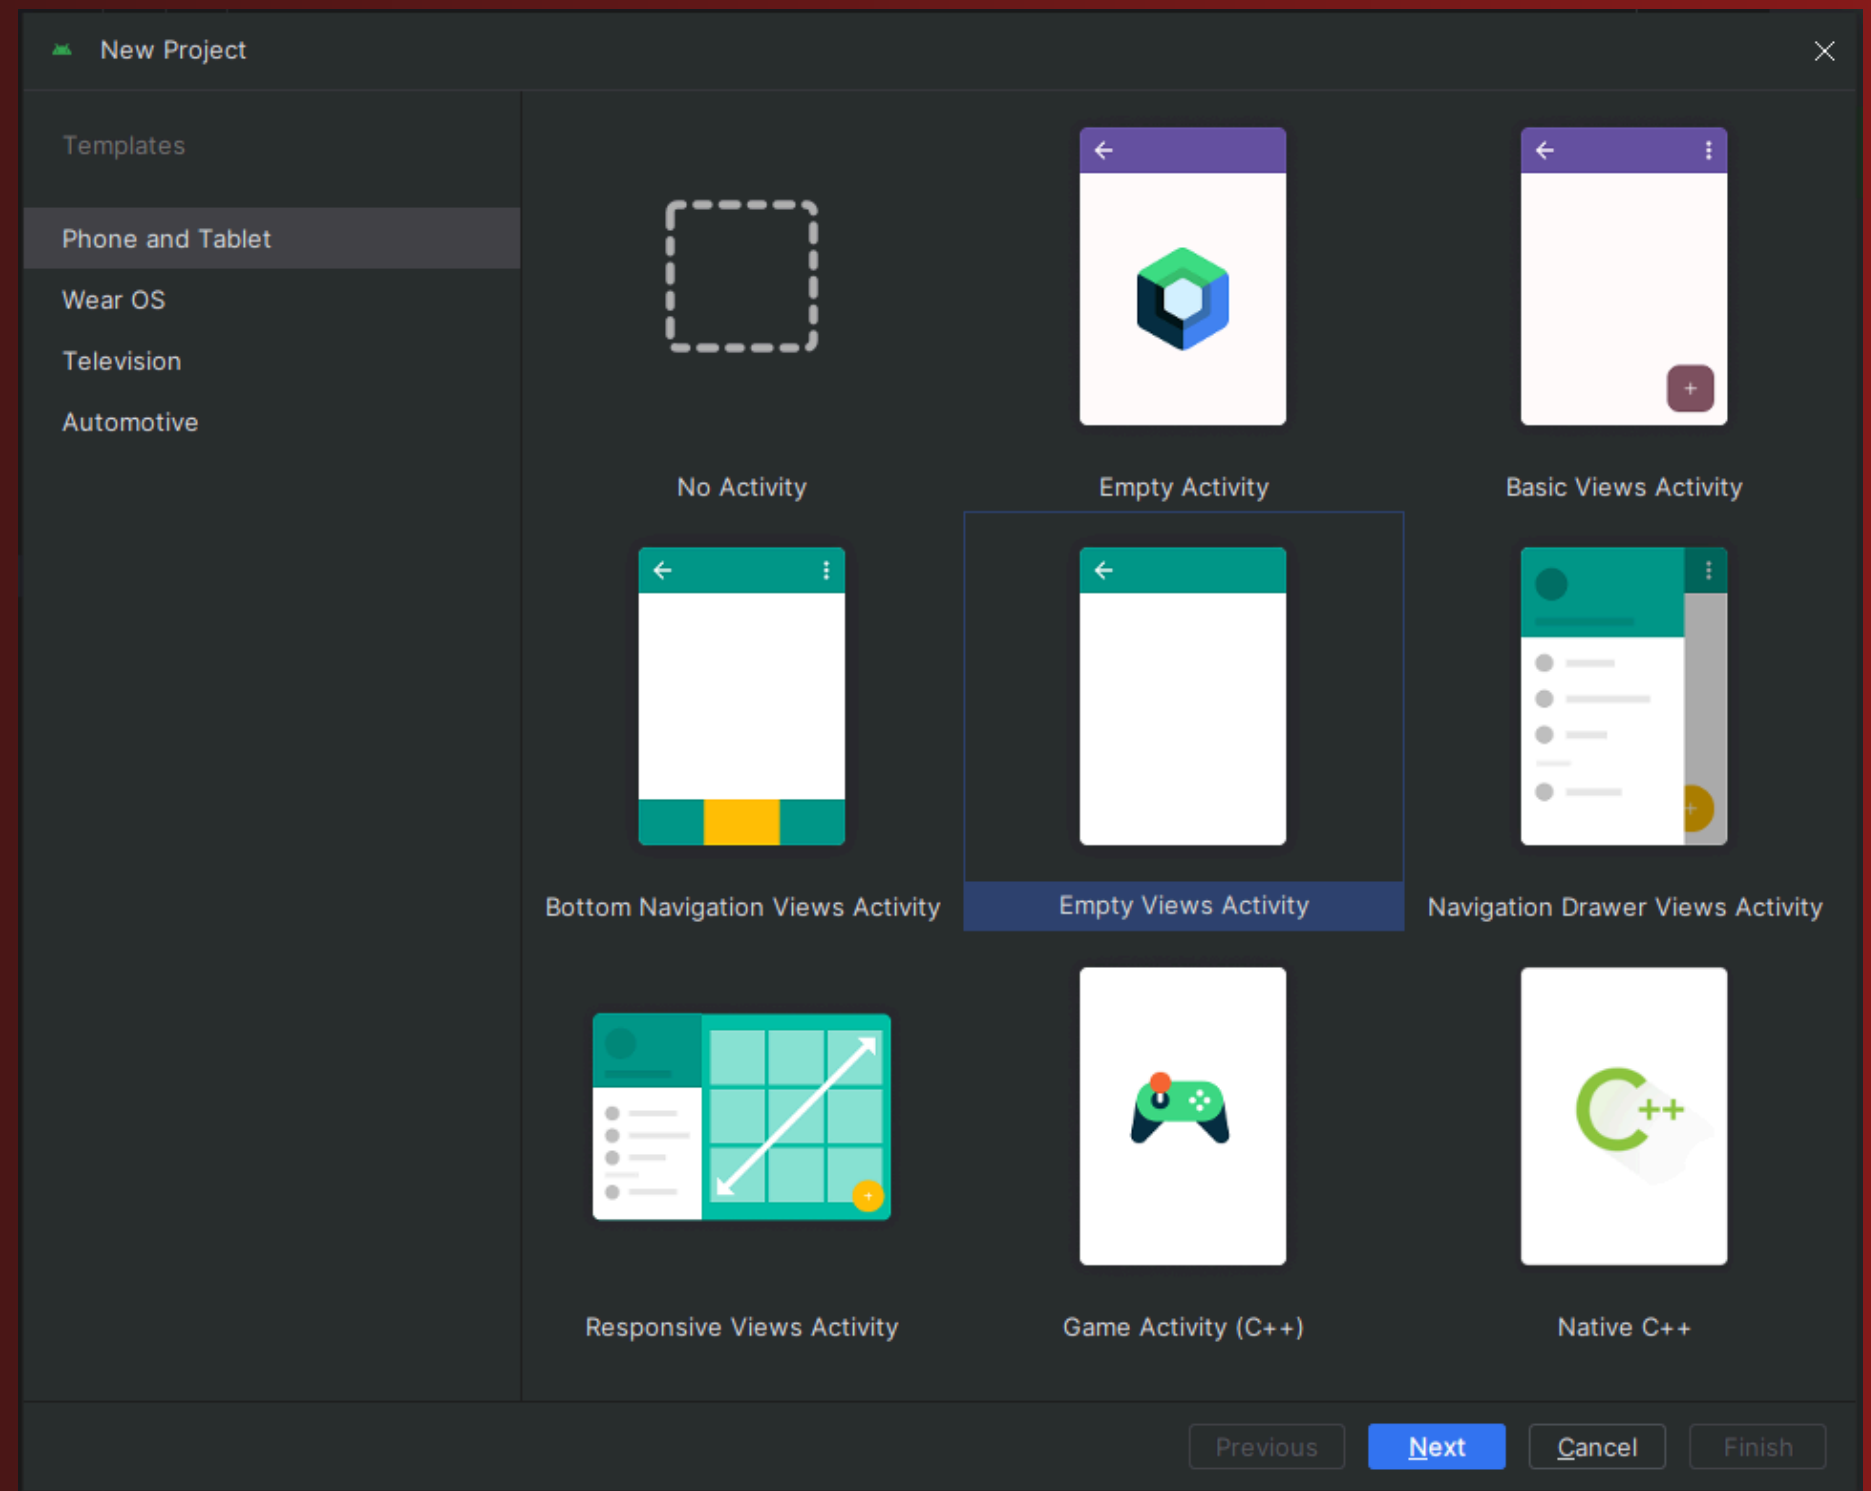 New Project
Templates
Phone and Tablet
Wear OS
Television
Automotive
No Activity
Empty Activity
Basic Views Activity
Bottom Navigation Views Activity
Empty Views Activity
Navigation Drawer Views Activity
C++
Responsive Views Activity
Game Activity (C++)
Native C++
Previous
Next
Cancel
Finish